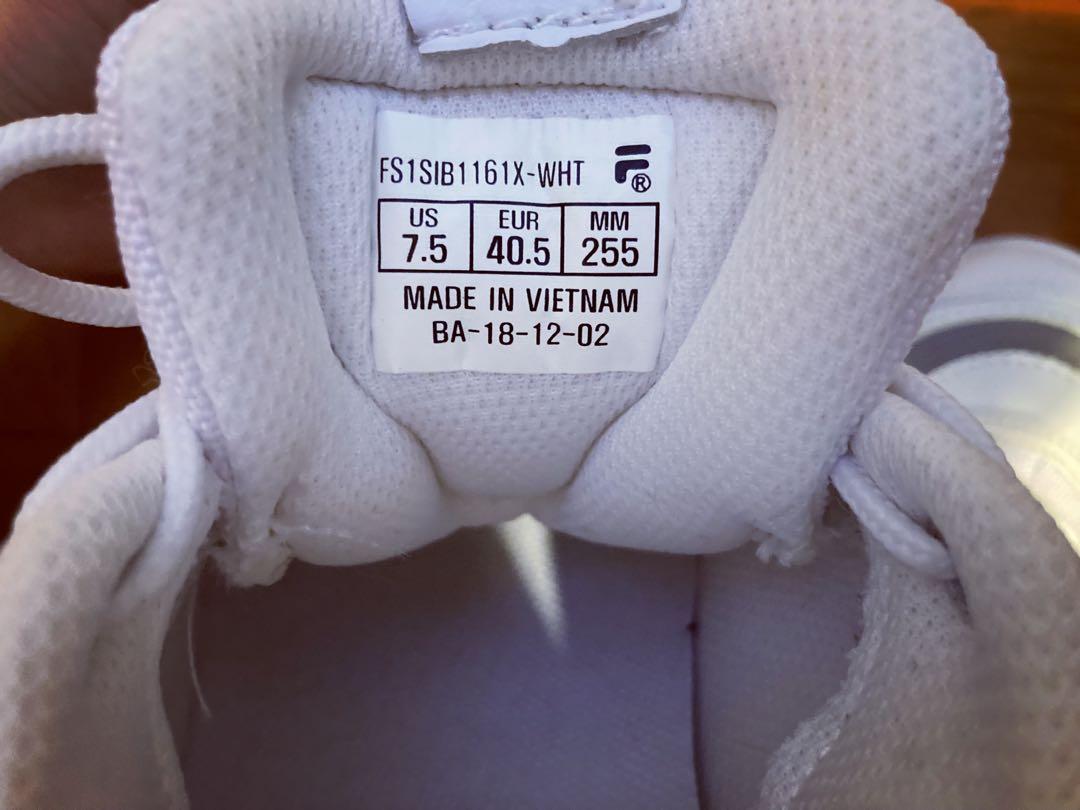 FS1SIB1161X-WHT
US EUR MM
7.5 40.5 255
MADE IN VIETNAM
BA-18-12-02